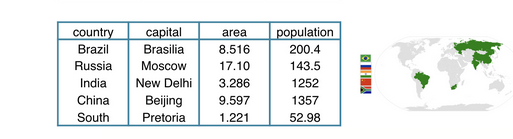 country capital area population
Brazil Brasilia 8.516 200.4
Russia Moscow 17.10 143.5
India New Delhi 3.286 1252
China Beijing 9.597 1357
South Pretoria 1.221 52.98